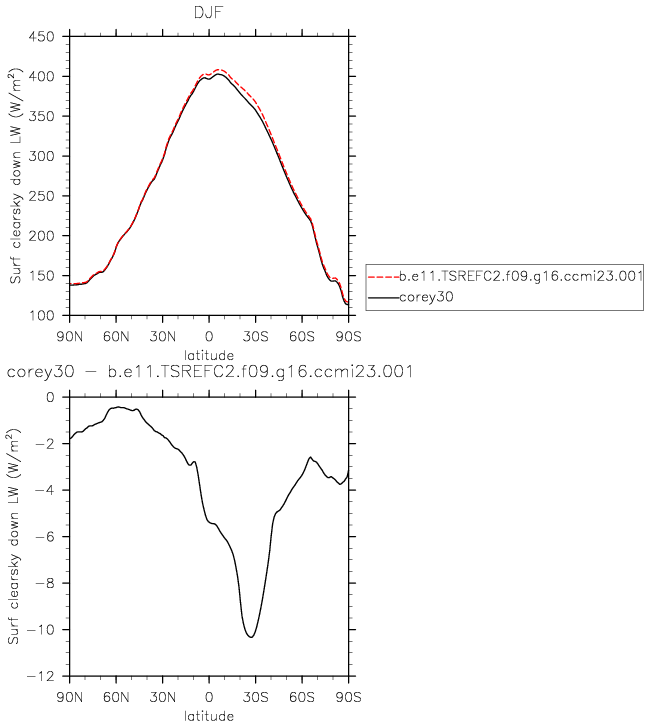 DJF
450
400
350
300
250
200
150
100
Surf clearsky down LW (W/m²)
90N 60N 30N 0 30S 60S 90S
latitude
b.e11.TSREFC2.f09.g16.ccmi23.001
corey30
corey30 − b.e11.TSREFC2.f09.g16.ccmi23.001
0
−2
−4
−6
−8
−10
−12
Surf clearsky down LW (W/m²)
90N 60N 30N 0 30S 60S 90S
latitude